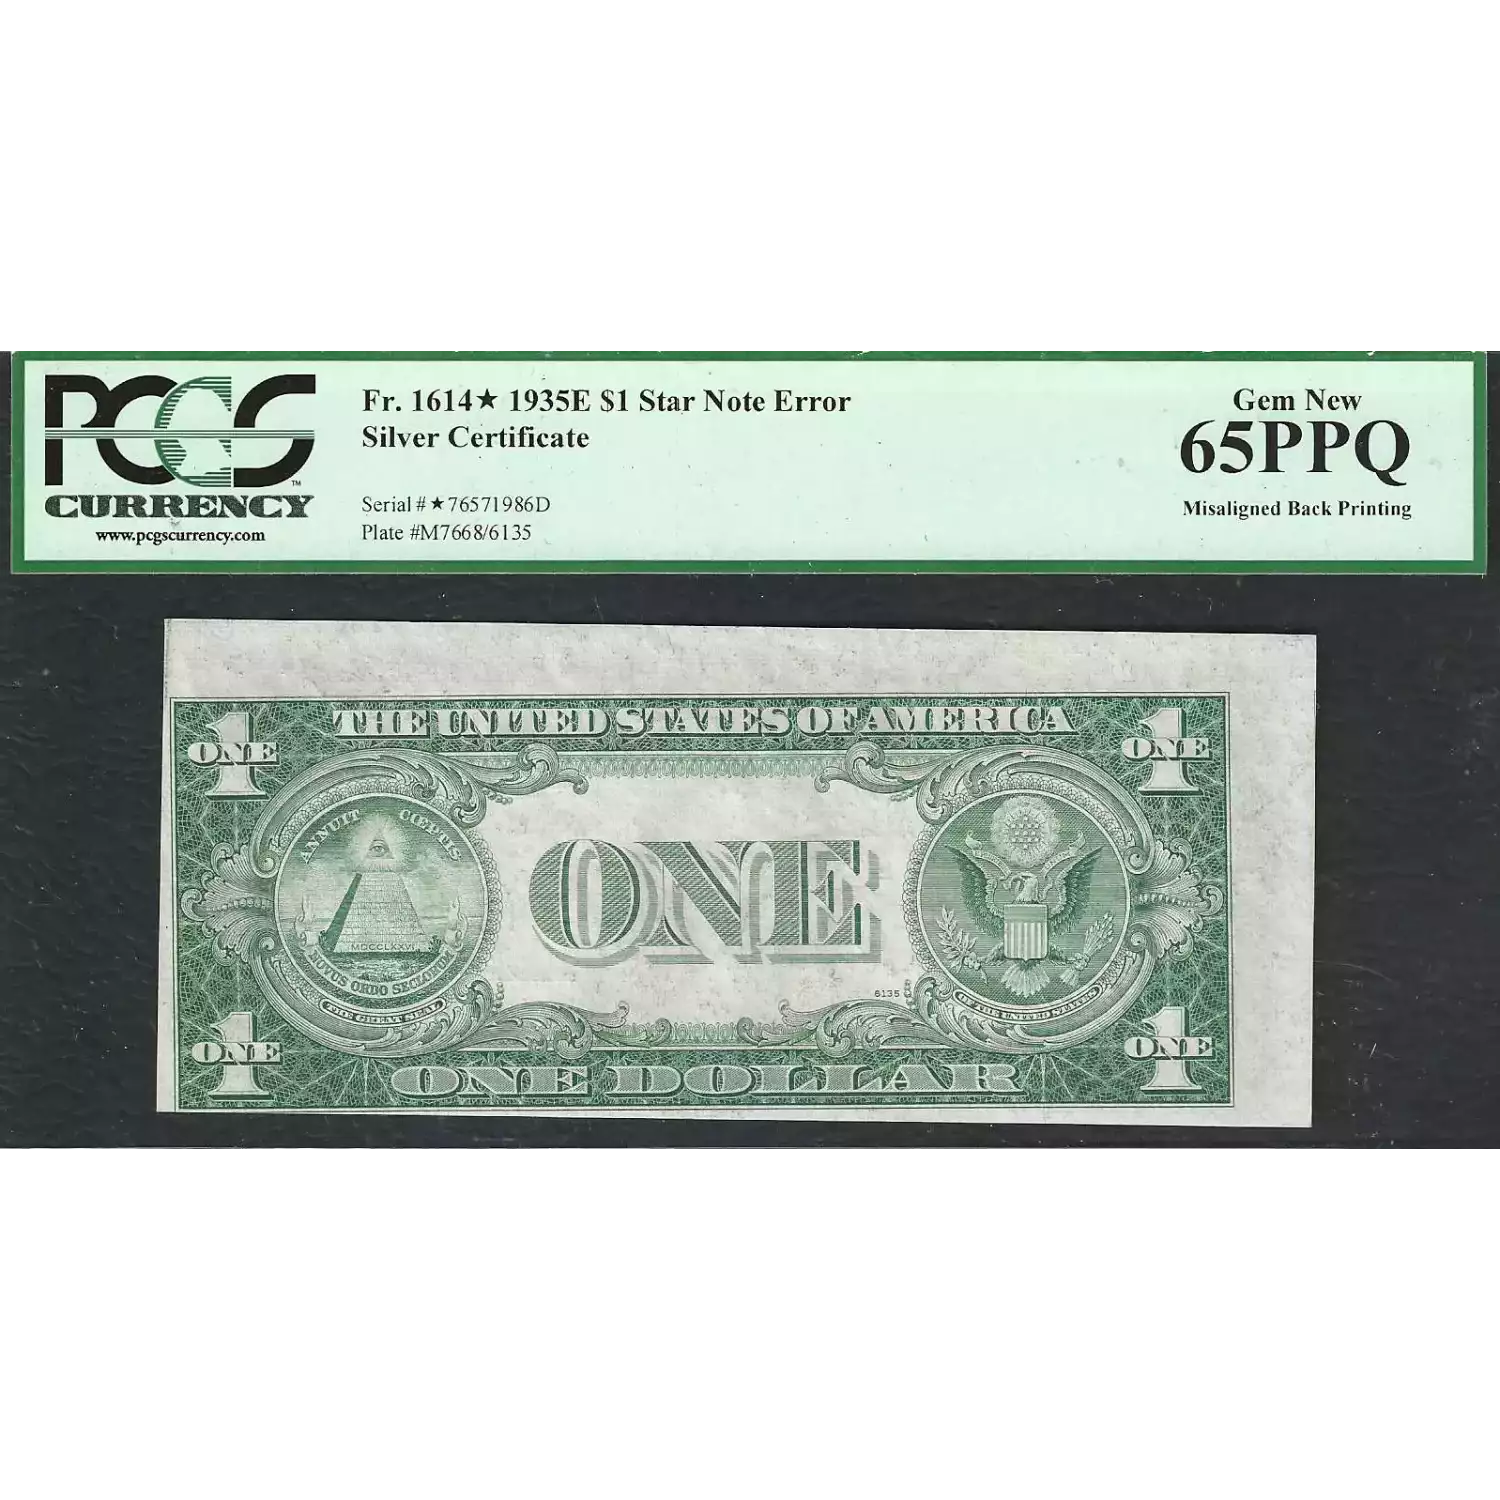 PCGS
CURRENCY
www.pcgscurrency.com
™
Fr. 1614★ 1935E $1 Star Note Error
Silver Certificate
Serial # ★76571986D
Plate #M7668/6135
Gem New
65PPQ
Misaligned Back Printing
THE UNITED STATES OF AMERICA
1 ONE
1 ONE
ANNUIT CŒPTIS
ONE
MDCCLXXVI
NOVUS ORDO SECLORUM
THE GREAT SEAL
6135
OF THE UNITED STATES
1 ONE
1 ONE
ONE DOLLAR